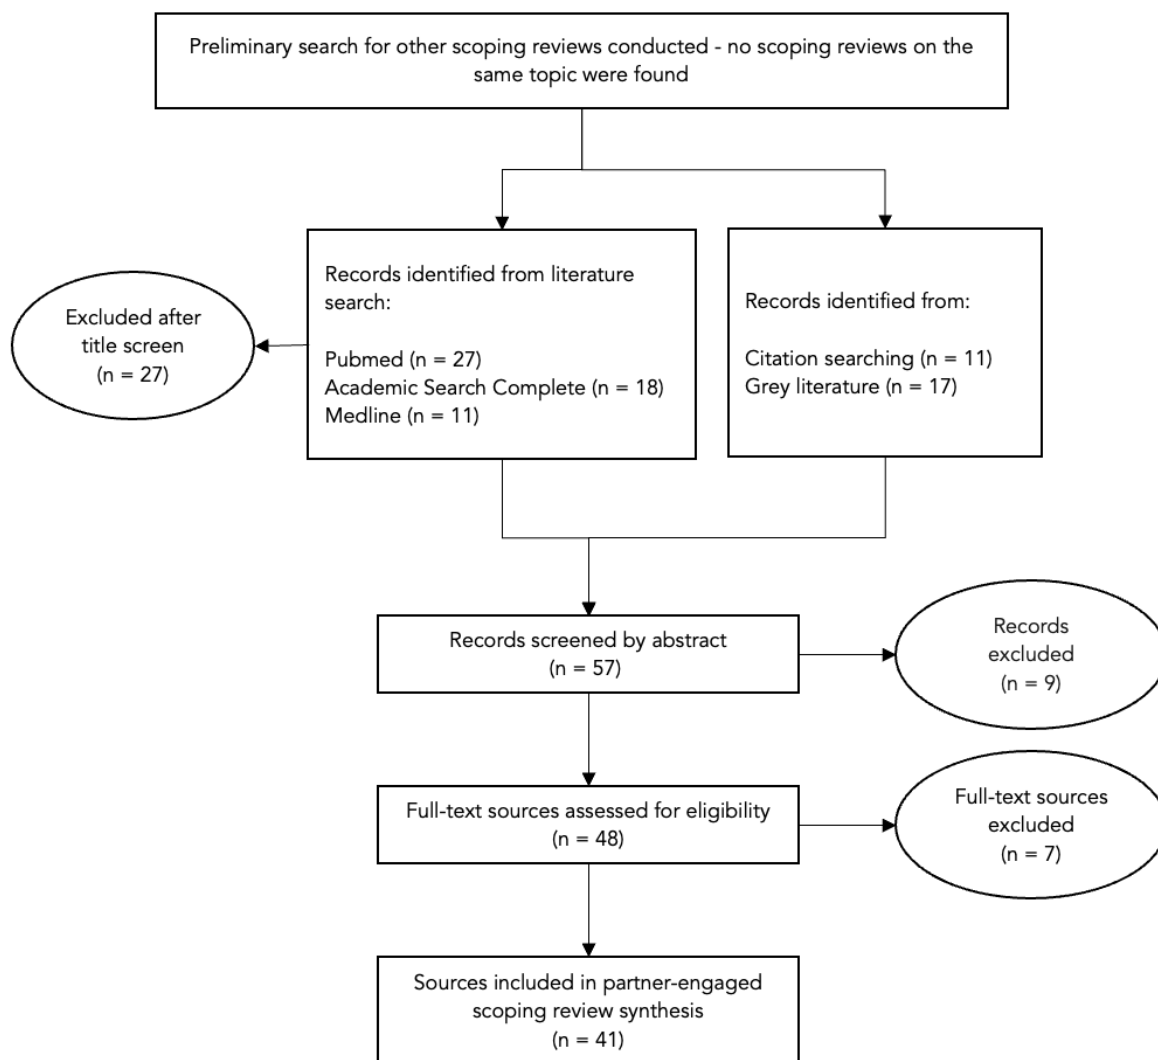 Preliminary search for other scoping reviews conducted - no scoping reviews on the
same topic were found
Records identified from literature
search:
Pubmed (n = 27)
Academic Search Complete (n = 18)
Medline (n = 11)
Records identified from:
Citation searching (n = 11)
Grey literature (n = 17)
Excluded after
title screen
(n = 27)
Records screened by abstract
(n = 57)
Records
excluded
(n = 9)
Full-text sources assessed for eligibility
(n = 48)
Full-text sources
excluded
(n = 7)
Sources included in partner-engaged
scoping review synthesis
(n = 41)